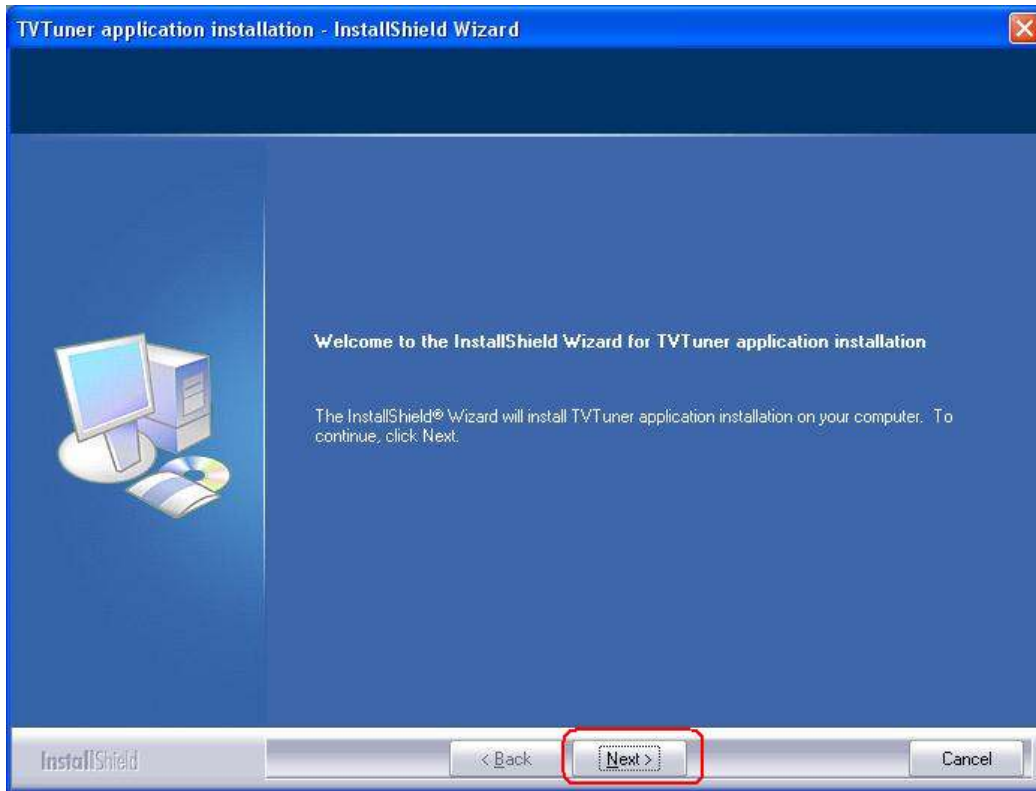 TVTuner application installation - InstallShield Wizard
Welcome to the InstallShield Wizard for TVTuner application installation
The InstallShield® Wizard will install TVTuner application installation on your computer. To
continue, click Next.
InstallShield
< Back
Next >
Cancel